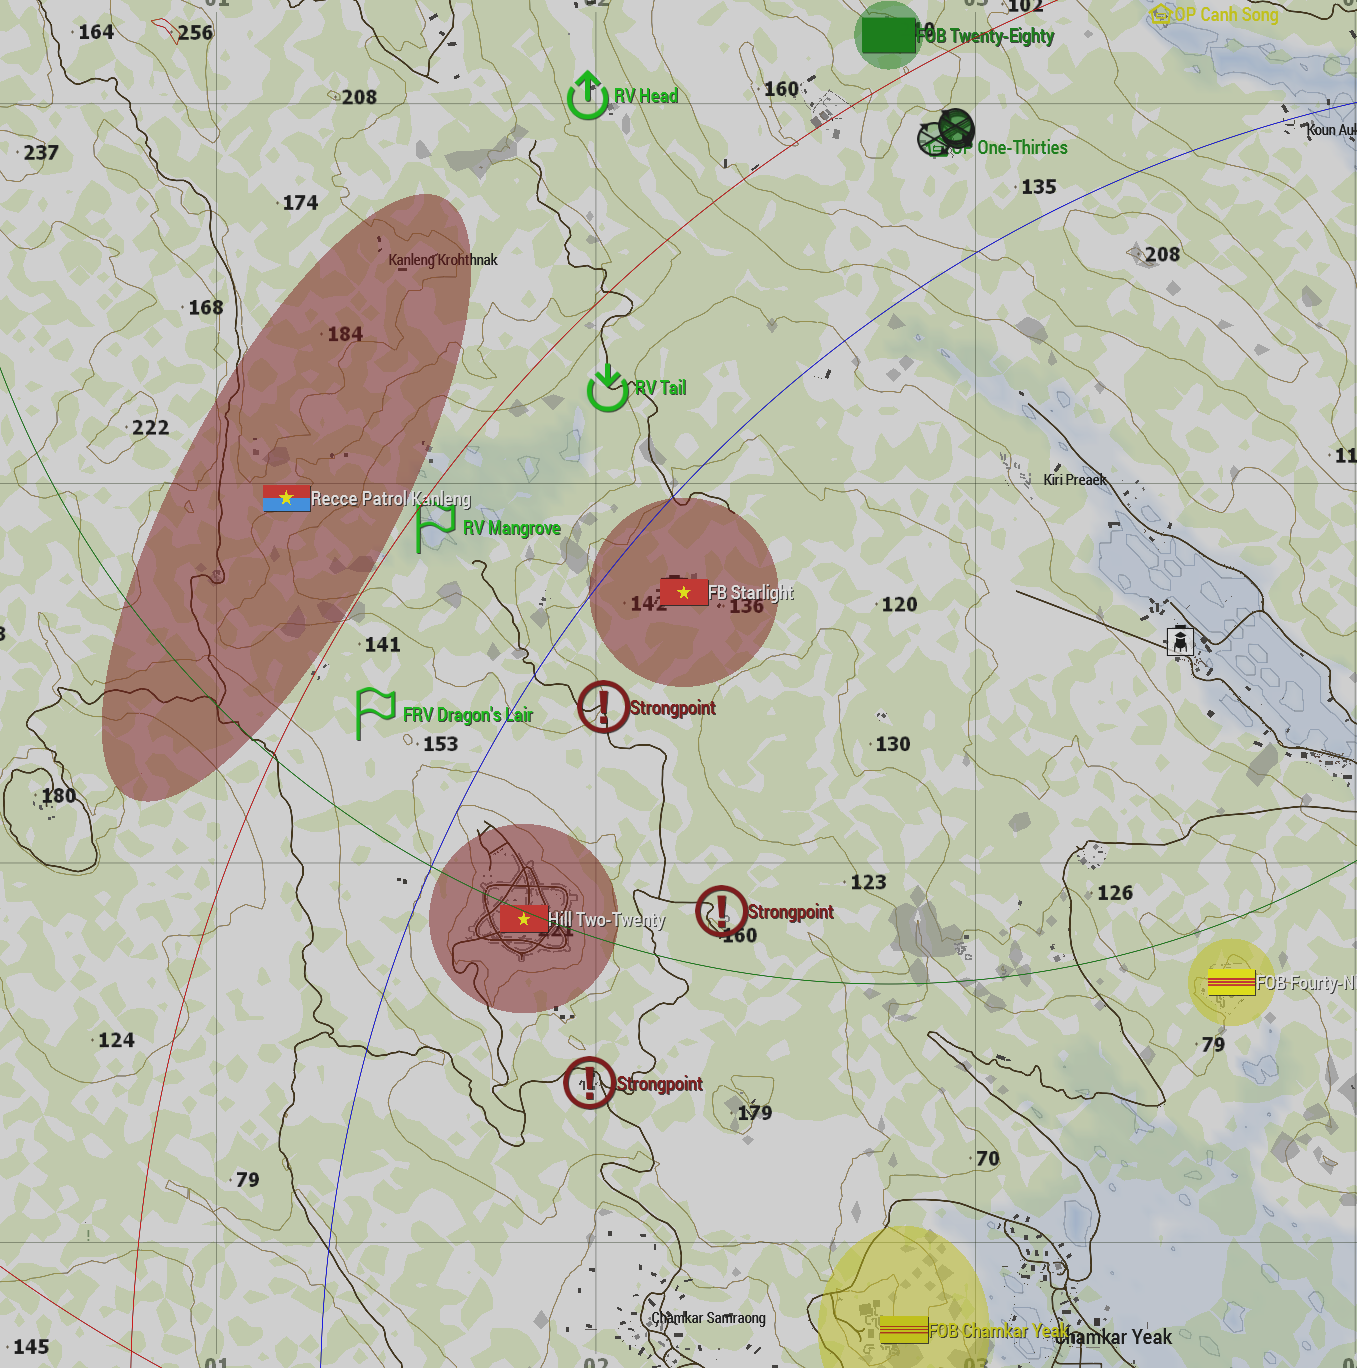 01
02
03
102
OP Canh Song
164
256
FOB Twenty-Eighty
208
RV Head
160
Koun Auk
237
OP One-Thirties
174
135
208
Kanleng Krohthnak
168
184
RV Tail
222
11
Kiri Preaek
Recce Patrol Kanleng
RV Mangrove
FB Starlight
142
136
120
141
Strongpoint
FRV Dragon's Lair
153
130
180
123
126
Strongpoint
Hill Two-Twenty
221
160
FOB Fourty-N
124
79
Strongpoint
179
70
79
Chamkar Samraong
FOB Chamkar Yeak
Chamkar Yeak
145
01
02
03